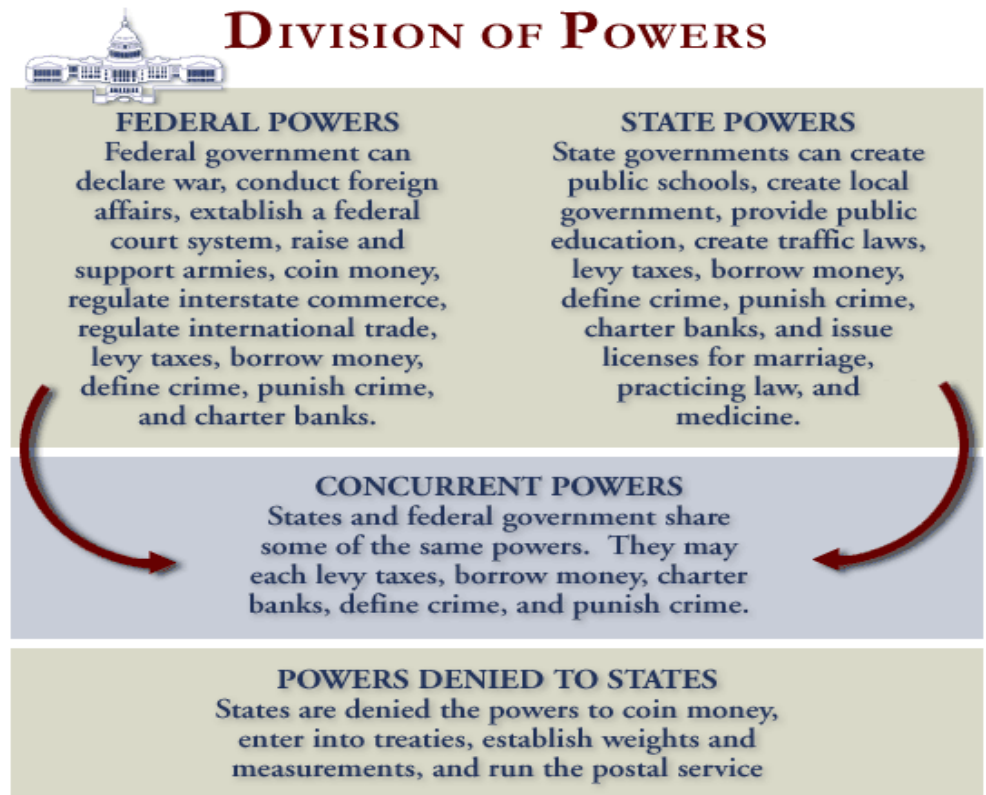 DIVISION OF POWERS
FEDERAL POWERS
Federal government can
declare war, conduct foreign
affairs, extablish a federal
court system, raise and
support armies, coin money,
regulate interstate commerce,
regulate international trade,
levy taxes, borrow money,
define crime, punish crime,
and charter banks.
STATE POWERS
State governments can create
public schools, create local
government, provide public
education, create traffic laws,
levy taxes, borrow money,
define crime, punish crime,
charter banks, and issue
licenses for marriage,
practicing law, and
medicine.
CONCURRENT POWERS
States and federal government share
some of the same powers. They may
each levy taxes, borrow money, charter
banks, define crime, and punish crime.
POWERS DENIED TO STATES
States are denied the powers to coin money,
enter into treaties, establish weights and
measurements, and run the postal service